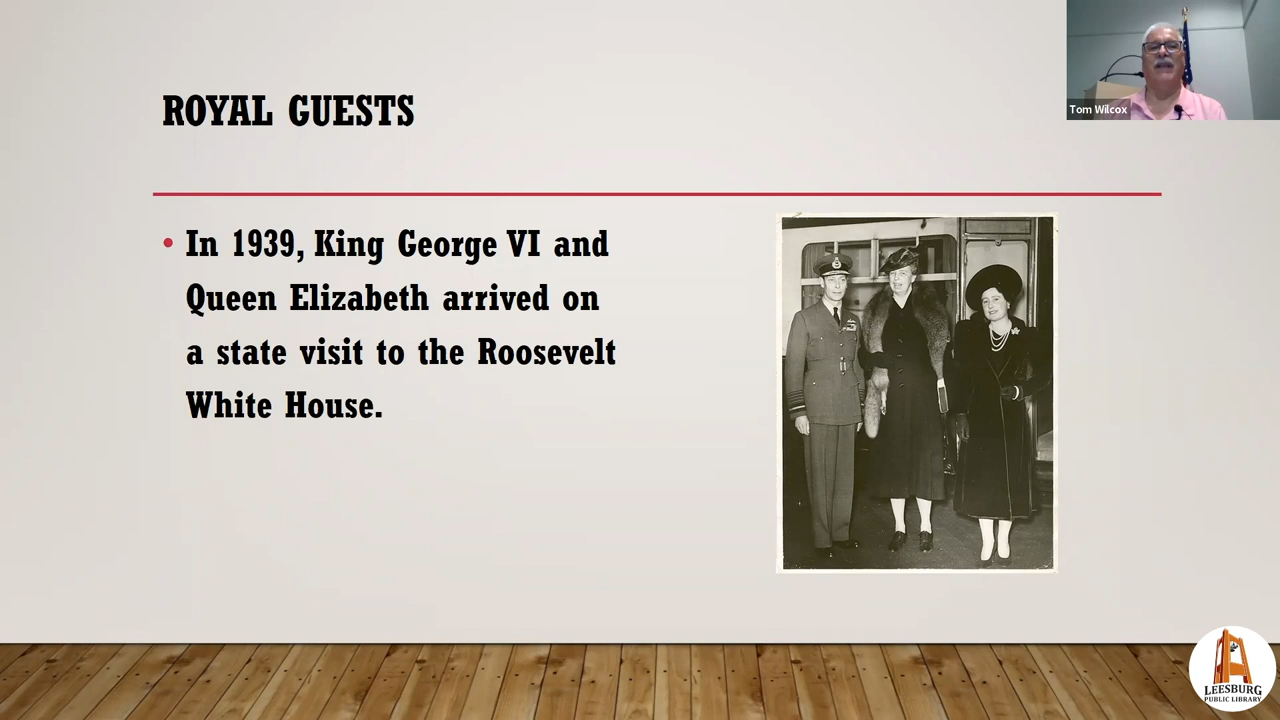 ROYAL GUESTS
Tom Wilcox
In 1939, King George VI and
Queen Elizabeth arrived on
a state visit to the Roosevelt
White House.
LEESBURG
PUBLIC LIBRARY